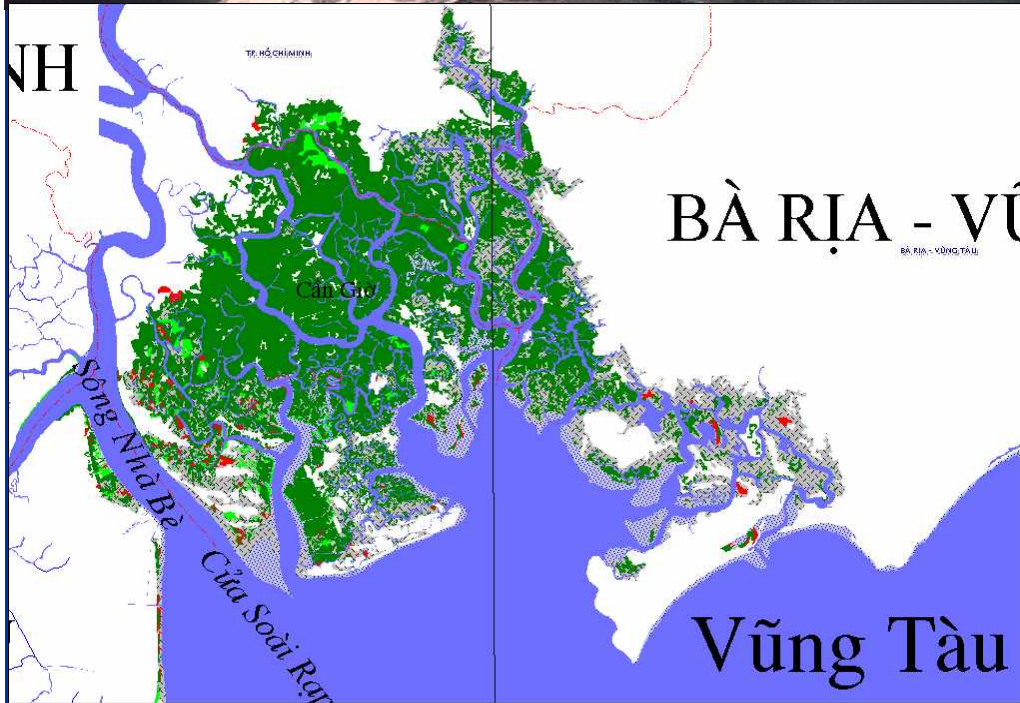 NH
TP. HỒ CHÍ MINH
BÀ RỊA - VŨ
BÀ RỊA - VŨNG TÀU
Cần Giờ
Sông Nhà Bè
Cửa Soài Rạp
Vũng Tàu